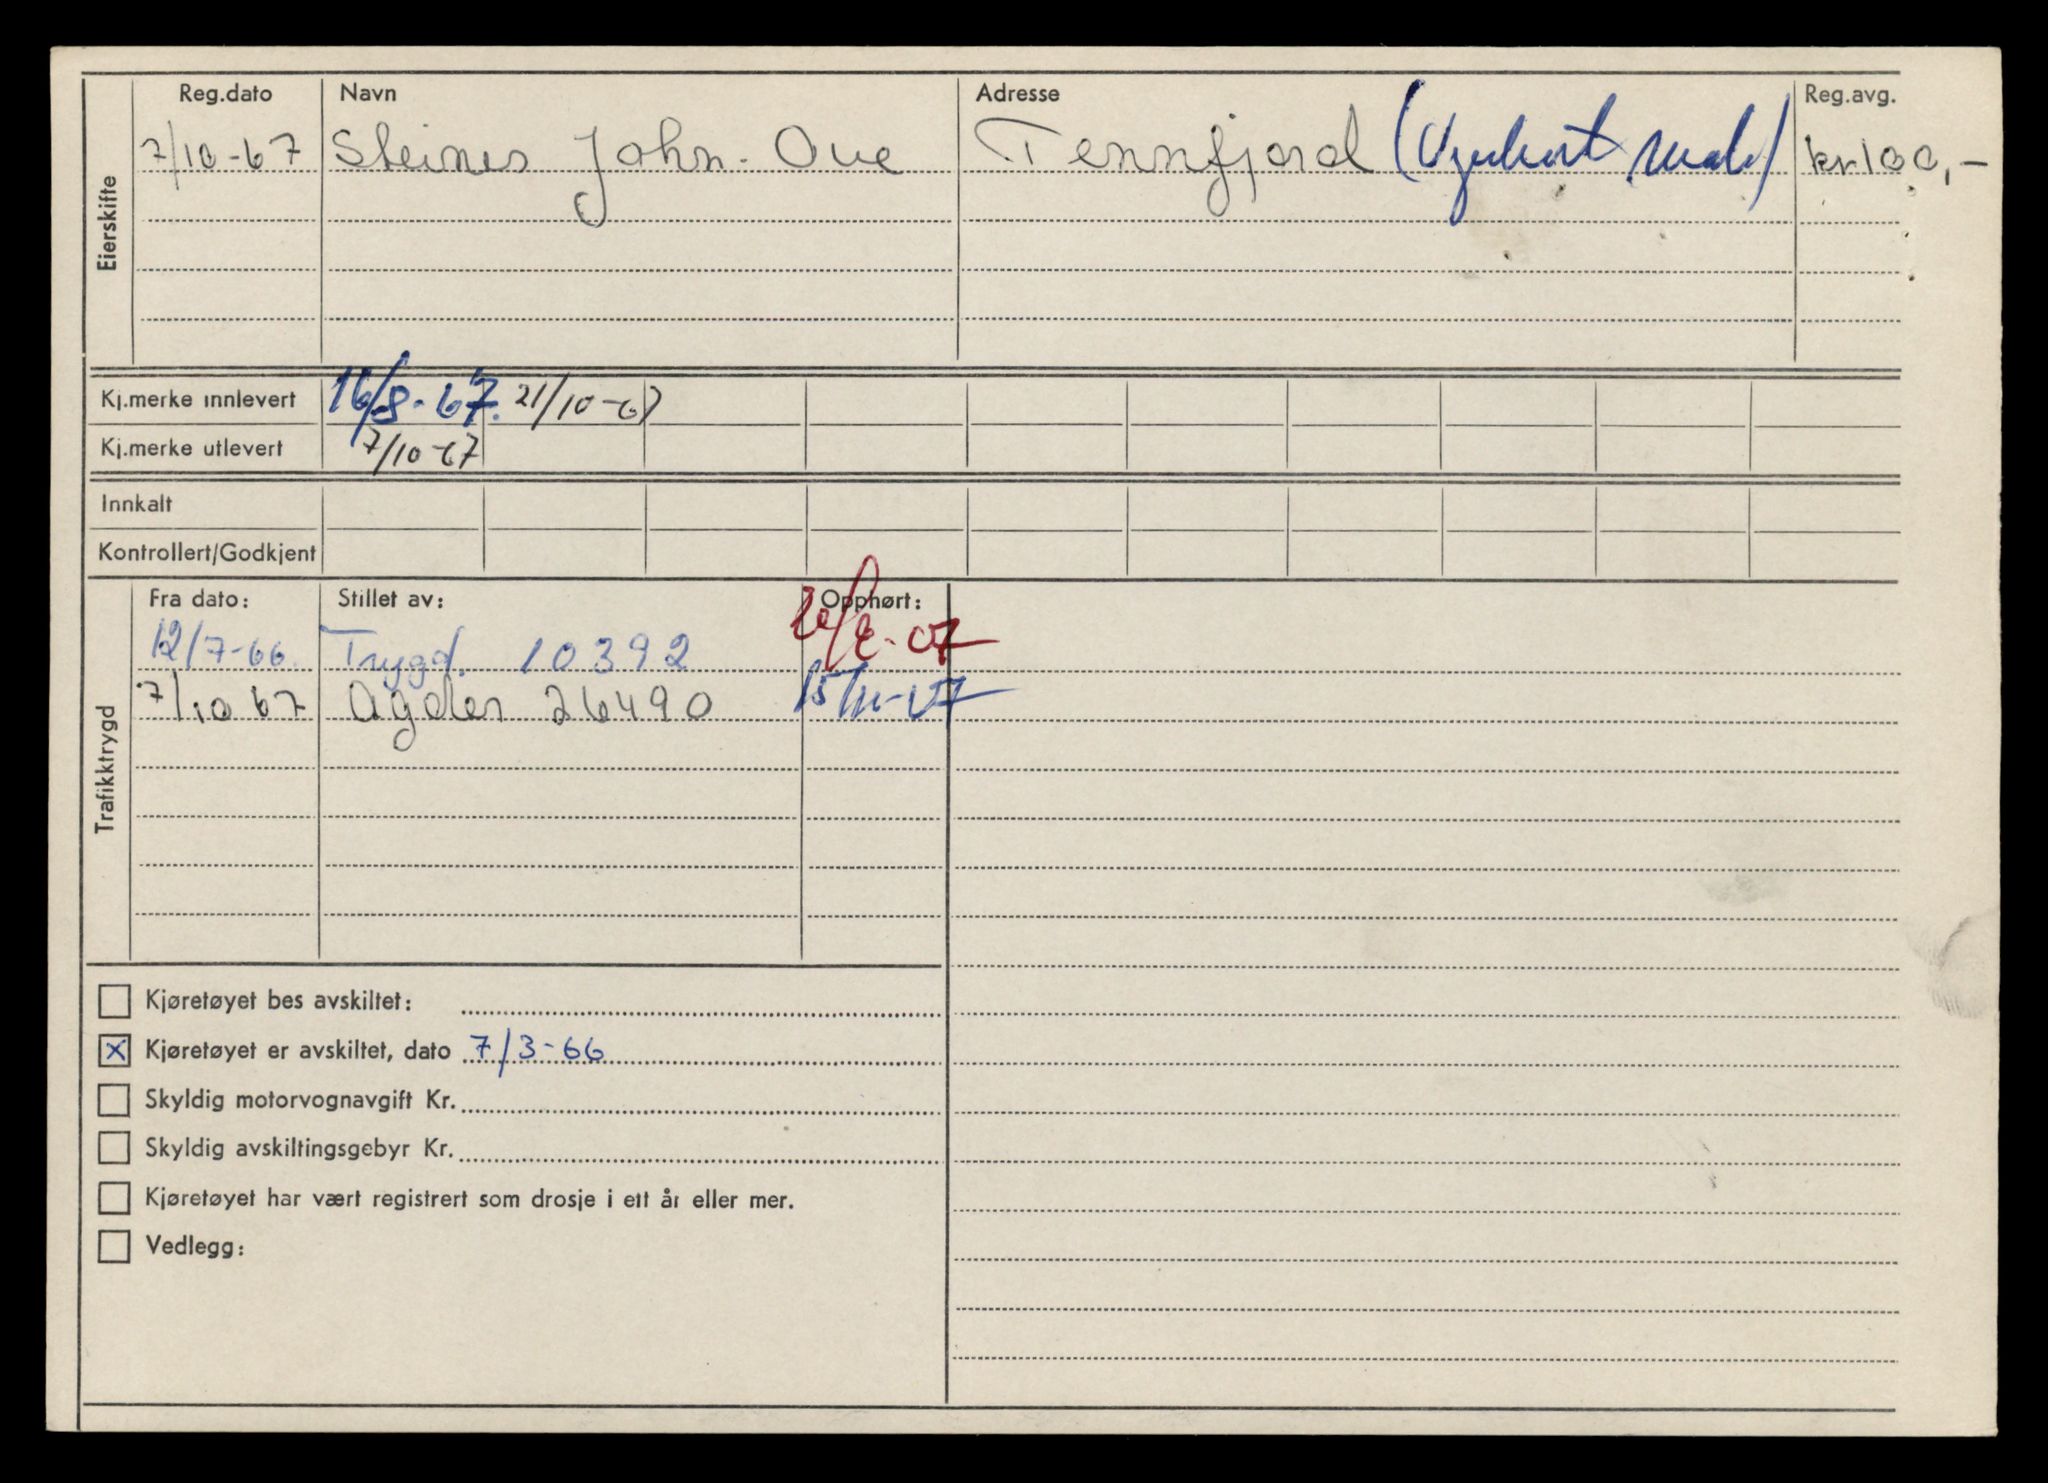 Reg.dato Navn Adresse Reg.avg.
7/10-67 Steines John-Ove Tennfjord kr 100,-
Eierskifte
Kj.merke innlevert 16/8-67. 21/10-67
Kj.merke utlevert 7/10-67
Innkalt
Kontrollert/Godkjent
Fra dato: Stillet av: Opphørt:
12/7-66. Trygd. 10392
7/10 67 Agder 26490
Trafikktrygd
Kjøretøyet bes avskiltet:
x Kjøretøyet er avskiltet, dato 7/3-66
Skyldig motorvognavgift Kr.
Skyldig avskiltingsgebyr Kr.
Kjøretøyet har vært registrert som drosje i ett år eller mer.
Vedlegg: